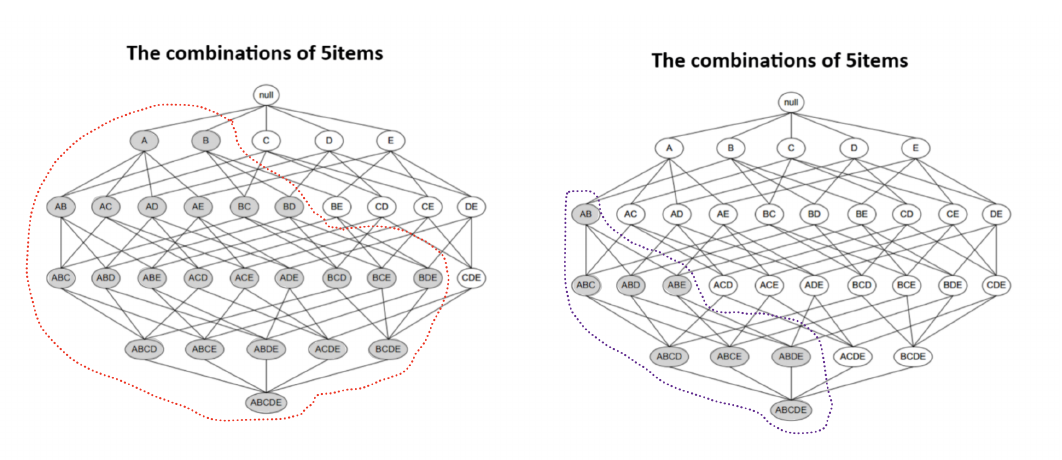 The combinations of 5items
null
A B C D E
AB AC AD AE BC BD BE CD CE DE
ABC ABD ABE ACD ACE ADE BCD BCE BDE CDE
ABCD ABCE ABDE ACDE BCDE
ABCDE
The combinations of 5items
null
A B C D E
AB AC AD AE BC BD BE CD CE DE
ABC ABD ABE ACD ACE ADE BCD BCE BDE CDE
ABCD ABCE ABDE ACDE BCDE
ABCDE